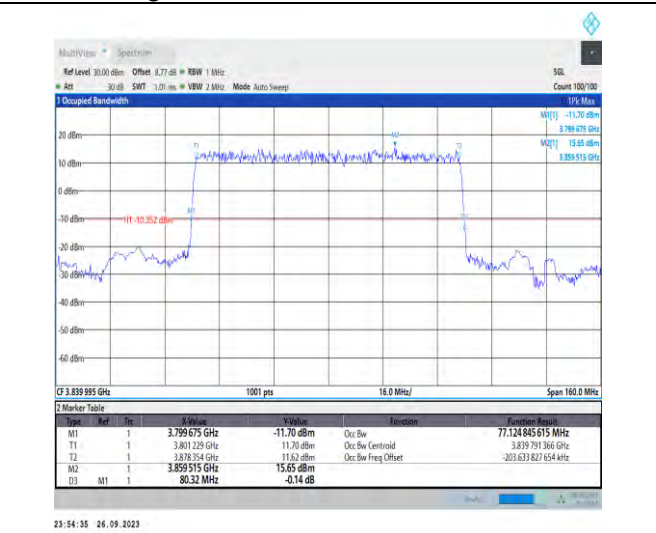 MultiView Spectrum
Ref Level 30.00 dBm Offset 8.77 dB RBW 1 MHz SGL
Att 30 dB SWT 1.01 ms VBW 2 MHz Mode Auto Sweep Count 100/100
1 Occupied Bandwidth 1Pk Max
M1[1] -11.70 dBm
3.799 675 GHz
M2[1] 15.65 dBm
3.859 515 GHz
20 dBm
M2
T1 T2
10 dBm
0 dBm
M1
-10 dBm H1 -10.352 dBm
-20 dBm
-30 dBm
-40 dBm
-50 dBm
-60 dBm
CF 3.839 995 GHz 1001 pts 16.0 MHz/ Span 160.0 MHz
2 Marker Table
Type Ref Trc X-Value Y-Value Function Function Result
M1 1 3.799 675 GHz -11.70 dBm Occ Bw 77.124 845 615 MHz
T1 1 3.801 229 GHz 11.70 dBm Occ Bw Centroid 3.839 791 366 GHz
T2 1 3.878 354 GHz 11.62 dBm Occ Bw Freq Offset -203.633 827 654 kHz
M2 1 3.859 515 GHz 15.65 dBm
D3 M1 1 80.32 MHz -0.14 dB
23:54:35 26.09.2023